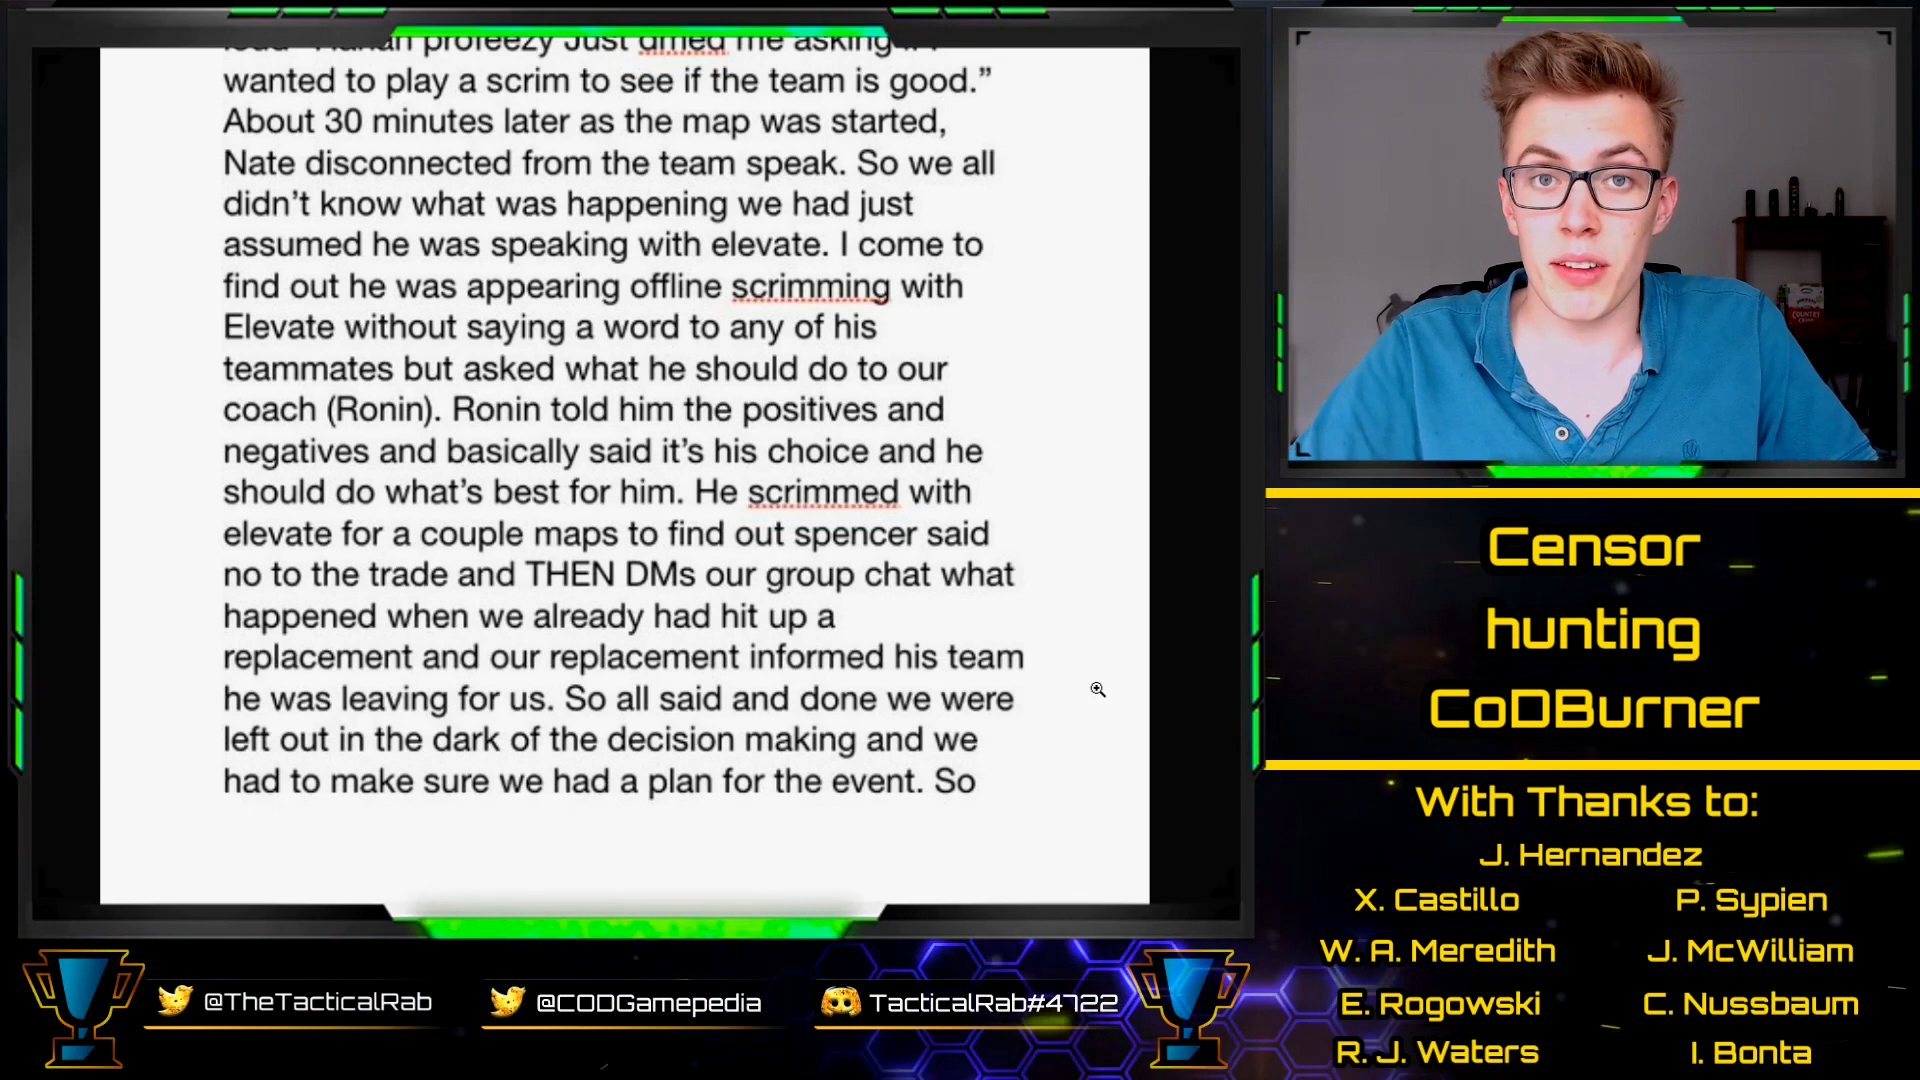 profeezy Just dmed me asking if I
wanted to play a scrim to see if the team is good.”
About 30 minutes later as the map was started,
Nate disconnected from the team speak. So we all
didn’t know what was happening we had just
assumed he was speaking with elevate. I come to
find out he was appearing offline scrimming with
Elevate without saying a word to any of his
teammates but asked what he should do to our
coach (Ronin). Ronin told him the positives and
negatives and basically said it’s his choice and he
should do what’s best for him. He scrimmed with
elevate for a couple maps to find out spencer said
no to the trade and THEN DMs our group chat what
happened when we already had hit up a
replacement and our replacement informed his team
he was leaving for us. So all said and done we were
left out in the dark of the decision making and we
had to make sure we had a plan for the event. So
Censor
hunting
CoDBurner
With Thanks to:
J. Hernandez
X. Castillo
P. Sypien
W. A. Meredith
J. McWilliam
E. Rogowski
C. Nussbaum
R. J. Waters
I. Bonta
@TheTacticalRab
@CODGamepedia
TacticalRab#4722